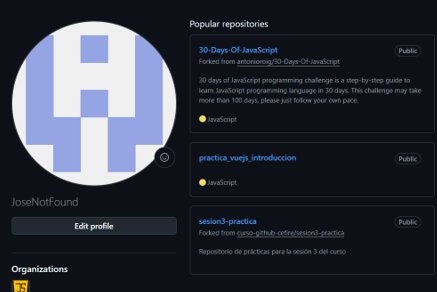 Popular repositories
30-Days-Of-JavaScript
Public
Forked from antonioroig/30-Days-Of-JavaScript
30 days of JavaScript programming challenge is a step-by-step guide to
learn JavaScript programming language in 30 days. This challenge may take
more than 100 days, please just follow your own pace.
JavaScript
practica_vuejs_introduccion
Public
JavaScript
sesion3-practica
Public
Forked from curso-github-cefire/sesion3-practica
Repositorio de prácticas para la sesión 3 del curso
JoseNotFound
Edit profile
Organizations
JS